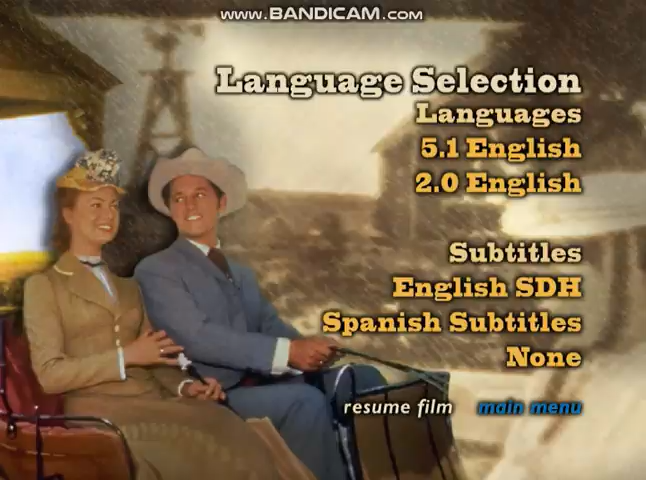 www.BANDICAM.com
Language Selection
Languages
5.1 English
2.0 English
Subtitles
English SDH
Spanish Subtitles
None
resume film main menu